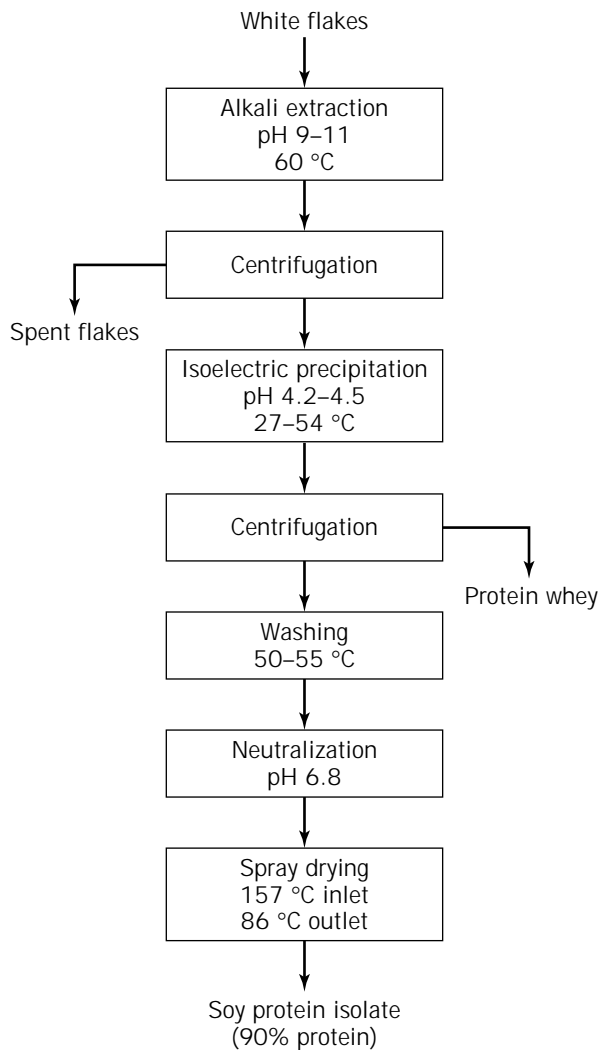 White flakes
Alkali extraction
pH 9–11
60 °C
Centrifugation
Spent flakes
Isoelectric precipitation
pH 4.2–4.5
27–54 °C
Centrifugation
Protein whey
Washing
50–55 °C
Neutralization
pH 6.8
Spray drying
157 °C inlet
86 °C outlet
Soy protein isolate
(90% protein)